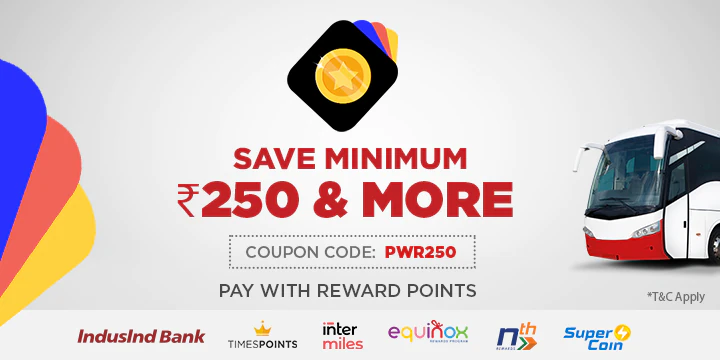 SAVE MINIMUM
₹250 & MORE
COUPON CODE: PWR250
PAY WITH REWARD POINTS
*T&C Apply
IndusInd Bank
TIMESPOINTS
inter
miles
equinox
REWARD PROGRAM
nth
REWARDS
Super
Coin